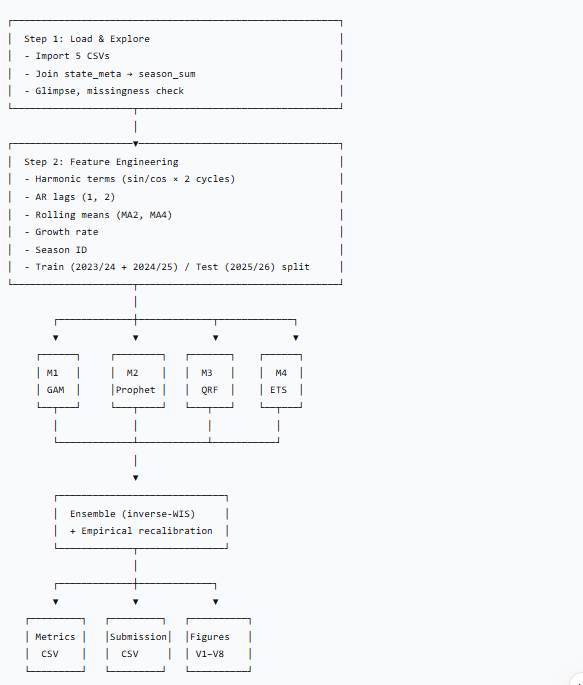 Step 1: Load & Explore
- Import 5 CSVs
- Join state_meta → season_sum
- Glimpse, missingness check
Step 2: Feature Engineering
- Harmonic terms (sin/cos × 2 cycles)
- AR lags (1, 2)
- Rolling means (MA2, MA4)
- Growth rate
- Season ID
- Train (2023/24 + 2024/25) / Test (2025/26) split
M1 M2 M3 M4
GAM Prophet QRF ETS
Ensemble (inverse-WIS)
+ Empirical recalibration
Metrics Submission Figures
CSV CSV V1–V8